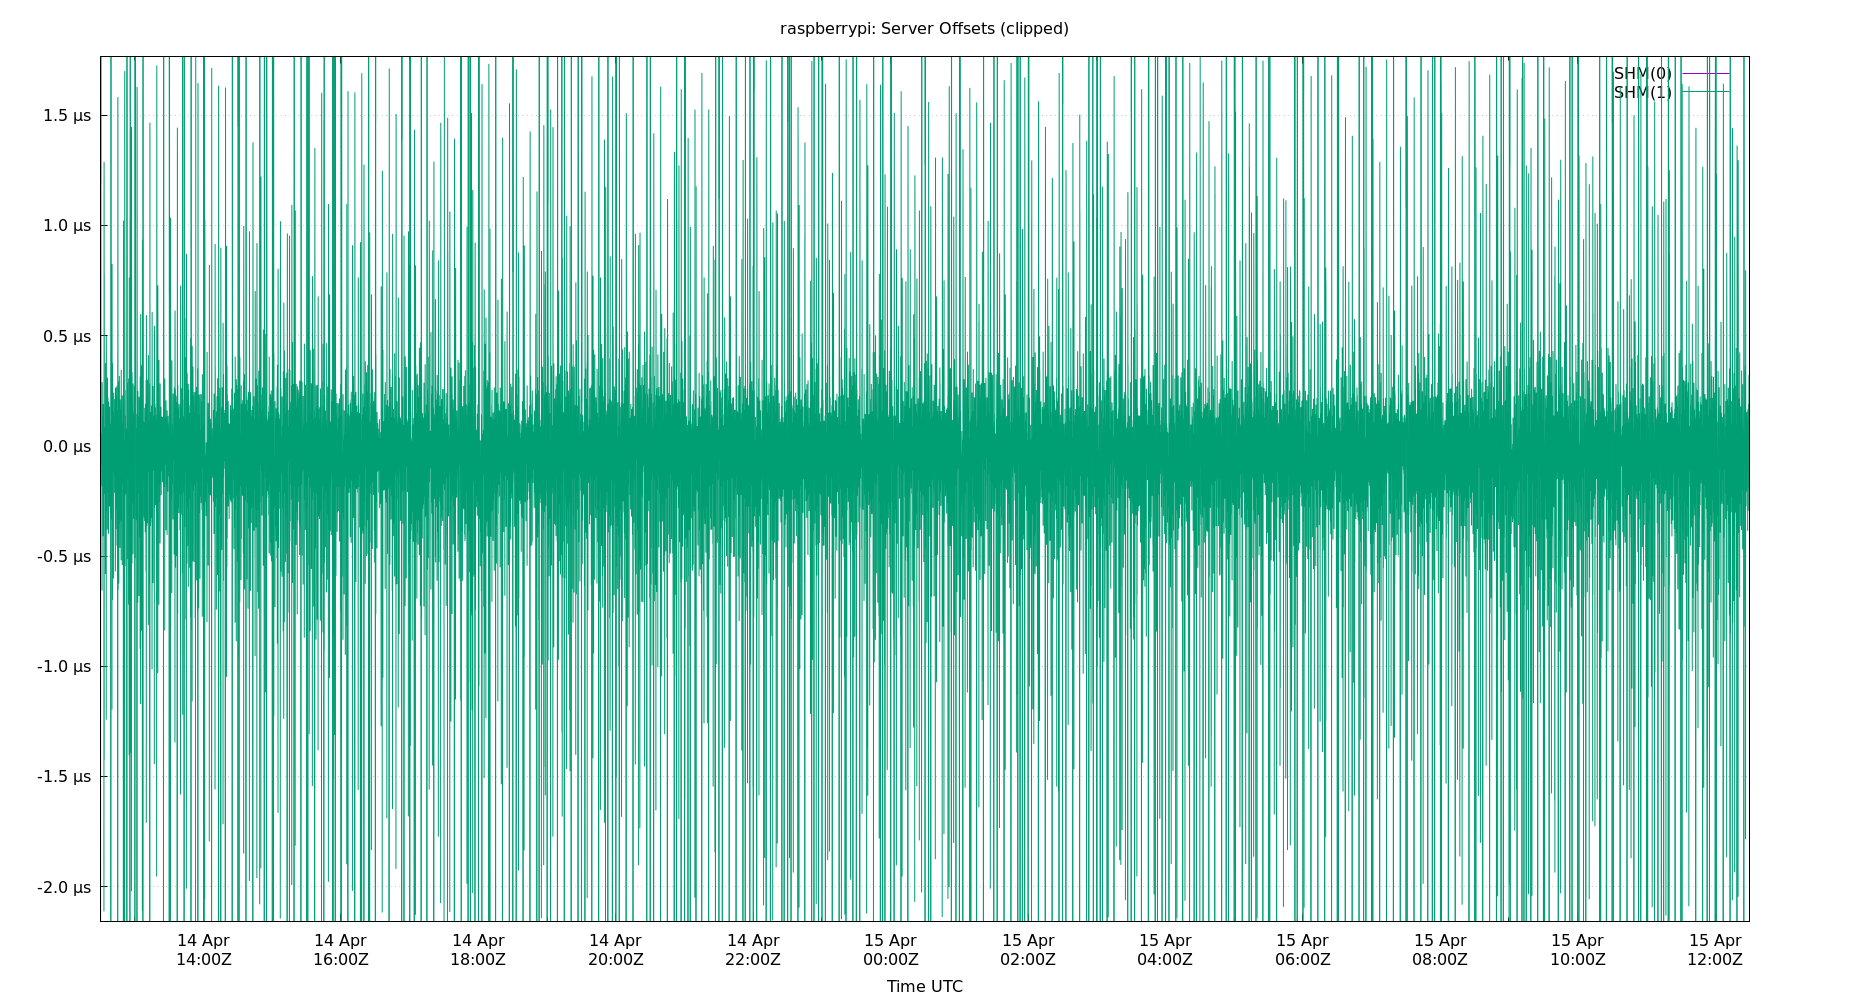 raspberrypi: Server Offsets (clipped)
SHM(0)
SHM(1)
1.5 µs
1.0 µs
0.5 µs
0.0 µs
-0.5 µs
-1.0 µs
-1.5 µs
-2.0 µs
14 Apr 14 Apr 14 Apr 14 Apr 14 Apr 15 Apr 15 Apr 15 Apr 15 Apr 15 Apr 15 Apr 15 Apr
14:00Z 16:00Z 18:00Z 20:00Z 22:00Z 00:00Z 02:00Z 04:00Z 06:00Z 08:00Z 10:00Z 12:00Z
Time UTC